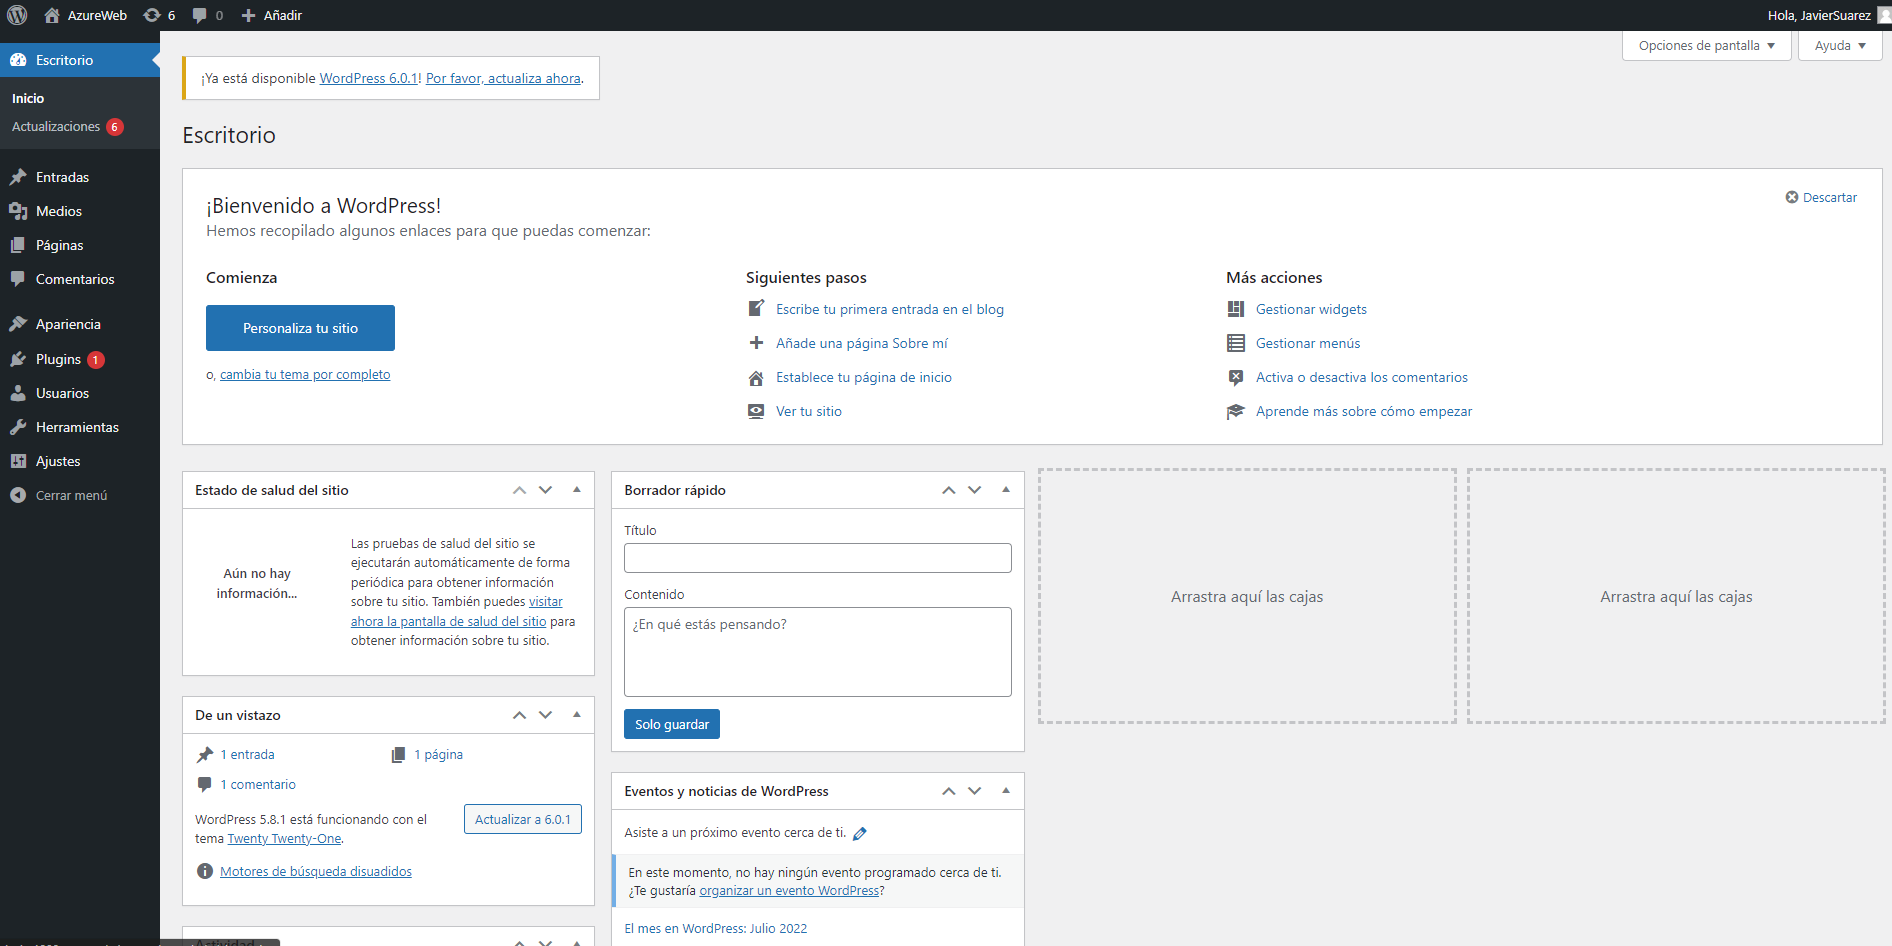 AzureWeb 6 0 Añadir Hola, JavierSuarez
Opciones de pantalla Ayuda
Escritorio
Inicio
Actualizaciones 6
Entradas
Medios
Páginas
Comentarios
Apariencia
Plugins 1
Usuarios
Herramientas
Ajustes
Cerrar menú
¡Ya está disponible WordPress 6.0.1! Por favor, actualiza ahora.
Escritorio
¡Bienvenido a WordPress!
Descartar
Hemos recopilado algunos enlaces para que puedas comenzar:
Comienza
Personaliza tu sitio
o, cambia tu tema por completo
Siguientes pasos
Escribe tu primera entrada en el blog
Añade una página Sobre mí
Establece tu página de inicio
Ver tu sitio
Más acciones
Gestionar widgets
Gestionar menús
Activa o desactiva los comentarios
Aprende más sobre cómo empezar
Estado de salud del sitio
Aún no hay
información...
Las pruebas de salud del sitio se
ejecutarán automáticamente de forma
periódica para obtener información
sobre tu sitio. También puedes visitar
ahora la pantalla de salud del sitio para
obtener información sobre tu sitio.
De un vistazo
1 entrada 1 página
1 comentario
WordPress 5.8.1 está funcionando con el
tema Twenty Twenty-One.
Actualizar a 6.0.1
Motores de búsqueda disuadidos
Borrador rápido
Título
Contenido
¿En qué estás pensando?
Solo guardar
Eventos y noticias de WordPress
Asiste a un próximo evento cerca de ti.
En este momento, no hay ningún evento programado cerca de ti.
¿Te gustaría organizar un evento WordPress?
El mes en WordPress: Julio 2022
Arrastra aquí las cajas
Arrastra aquí las cajas